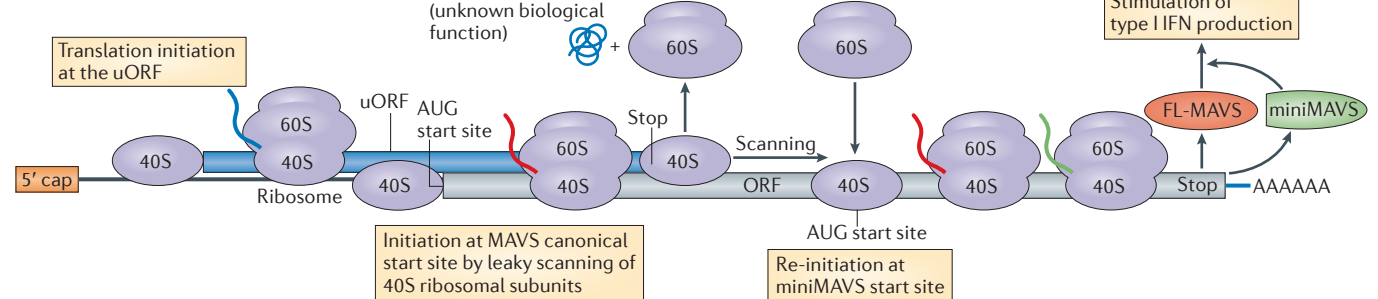 (unknown biological
function)
+
60S
60S
Stimulation of
type I IFN production
Translation initiation
at the uORF
uORF
AUG
start site
Stop
60S
60S
60S
60S
FL-MAVS
miniMAVS
40S
40S
40S
Scanning
5′ cap
40S
40S
ORF
40S
40S
40S
Stop
AAAAAA
Ribosome
AUG start site
Initiation at MAVS canonical
start site by leaky scanning of
40S ribosomal subunits
Re-initiation at
miniMAVS start site